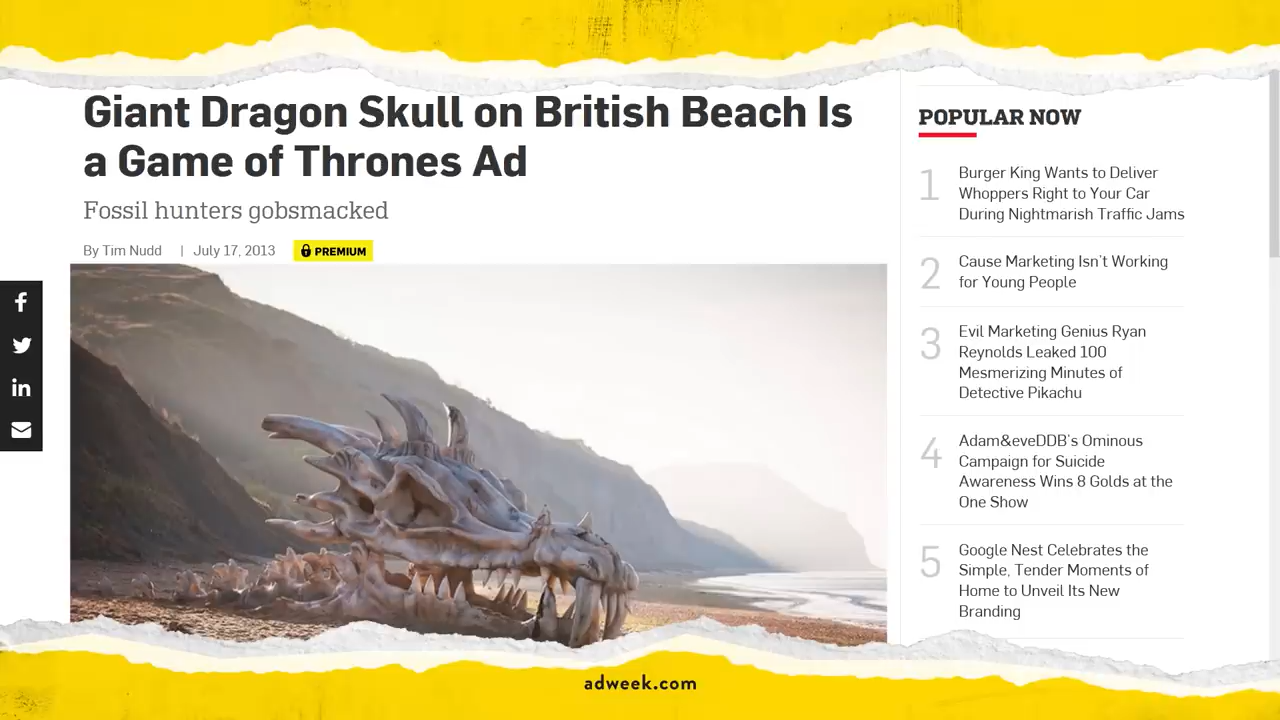 Giant Dragon Skull on British Beach Is
a Game of Thrones Ad
Fossil hunters gobsmacked
By Tim Nudd | July 17, 2013 PREMIUM
POPULAR NOW
1 Burger King Wants to Deliver
Whoppers Right to Your Car
During Nightmarish Traffic Jams
2 Cause Marketing Isn't Working
for Young People
3 Evil Marketing Genius Ryan
Reynolds Leaked 100
Mesmerizing Minutes of
Detective Pikachu
4 Adam&eveDDB's Ominous
Campaign for Suicide
Awareness Wins 8 Golds at the
One Show
5 Google Nest Celebrates the
Simple, Tender Moments of
Home to Unveil Its New
Branding
adweek.com